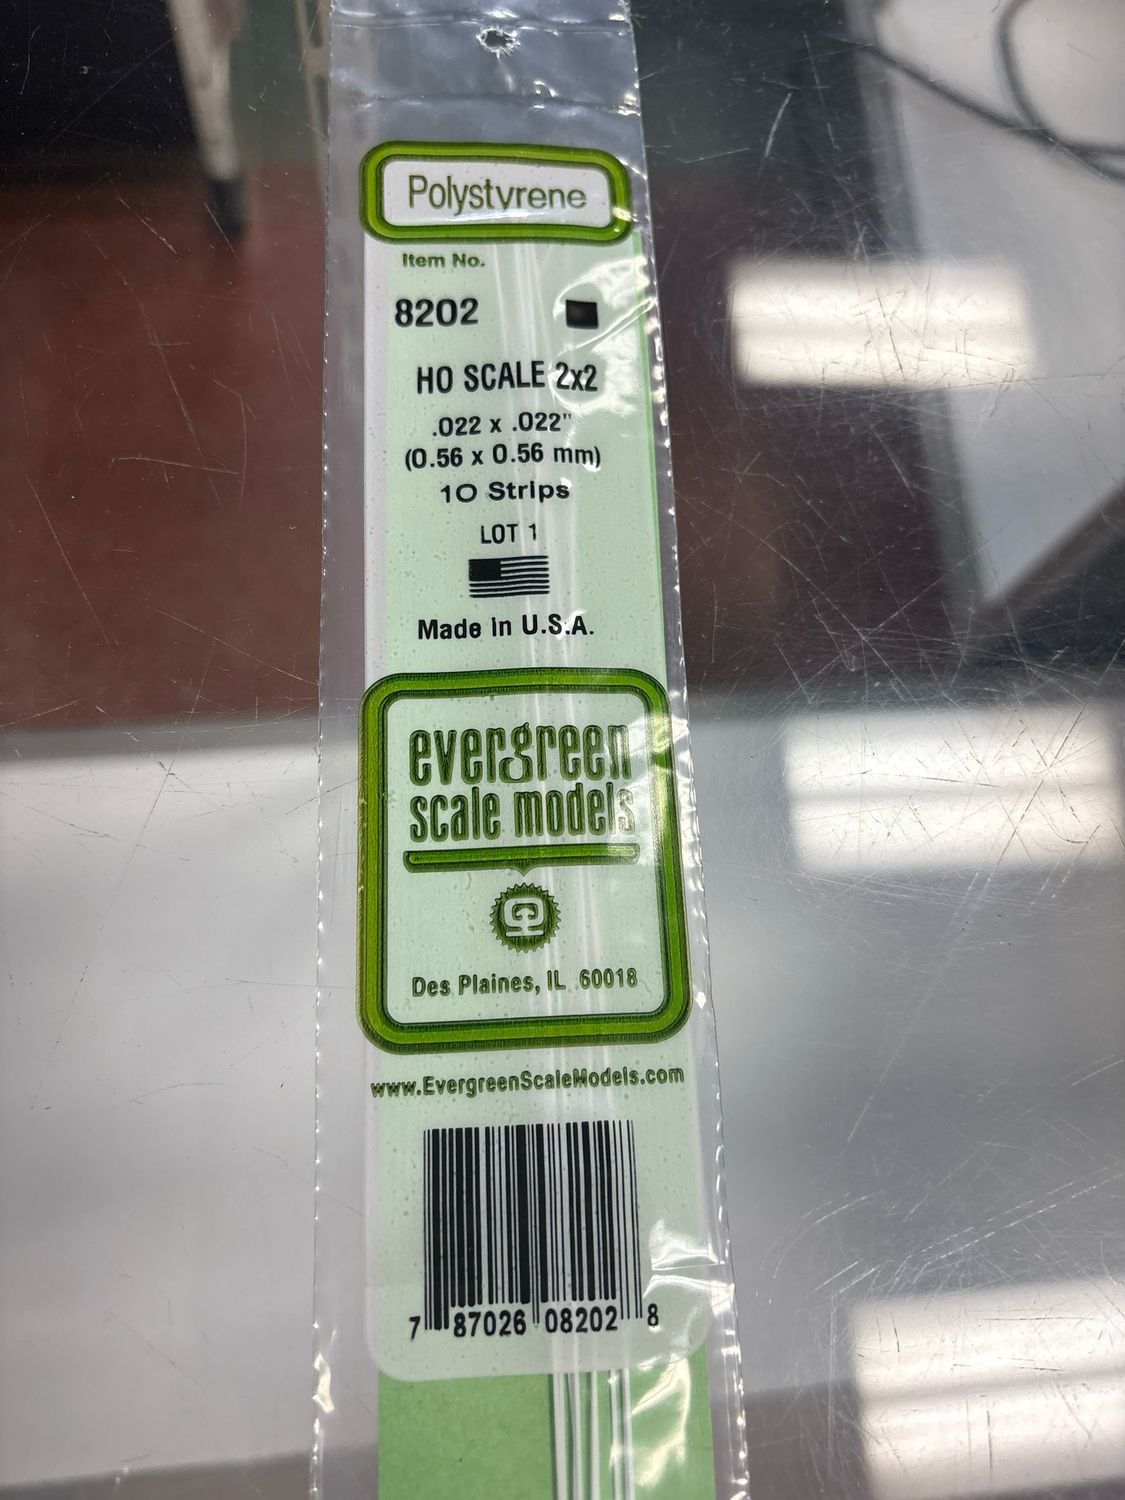 Polystyrene
Item No.
8202
HO SCALE 2x2
.022 x .022"
(0.56 x 0.56 mm)
10 Strips
LOT 1
Made in U.S.A.
evergreen
scale models
Des Plaines, IL 60018
www.EvergreenScaleModels.com
7 87026 08202 8